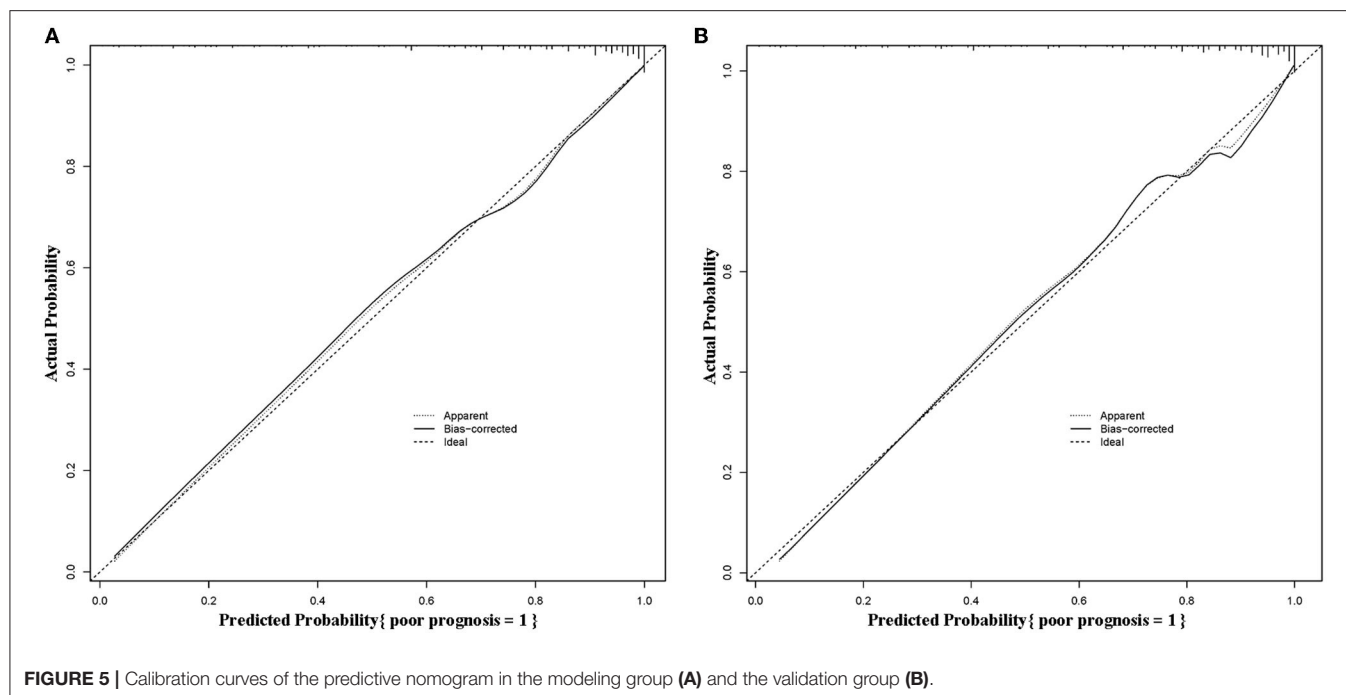 A
1.0
0.8
0.6
0.4
0.2
0.0
Actual Probability
Apparent
Bias-corrected
Ideal
0.0 0.2 0.4 0.6 0.8 1.0
Predicted Probability{ poor prognosis = 1 }
B
1.0
0.8
0.6
0.4
0.2
0.0
Actual Probability
Apparent
Bias-corrected
Ideal
0.0 0.2 0.4 0.6 0.8 1.0
Predicted Probability{ poor prognosis = 1 }
FIGURE 5 | Calibration curves of the predictive nomogram in the modeling group (A) and the validation group (B).